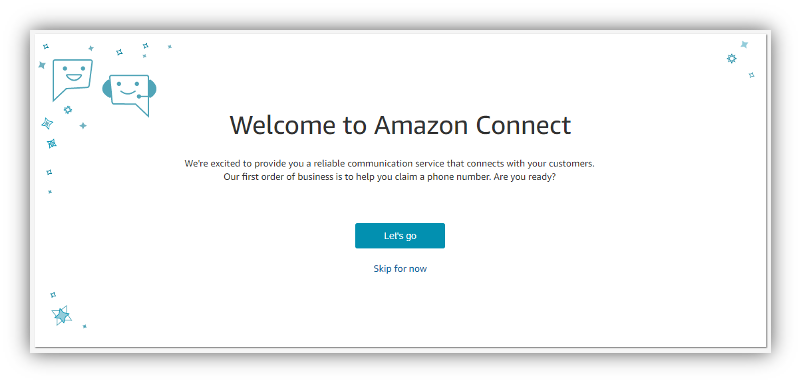 Welcome to Amazon Connect
We're excited to provide you a reliable communication service that connects with your customers.
Our first order of business is to help you claim a phone number. Are you ready?
Let's go
Skip for now